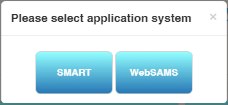 Please select application system ×
SMART WebSAMS